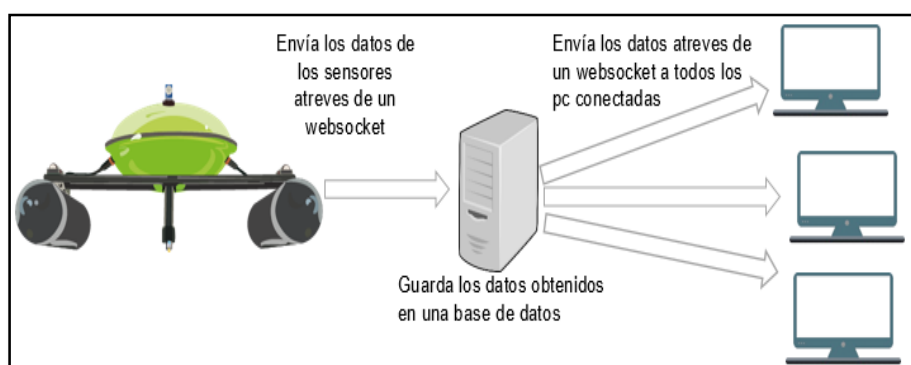 Envía los datos de
los sensores
atreves de un
websocket
Envía los datos atreves de
un websocket a todos los
pc conectadas
Guarda los datos obtenidos
en una base de datos